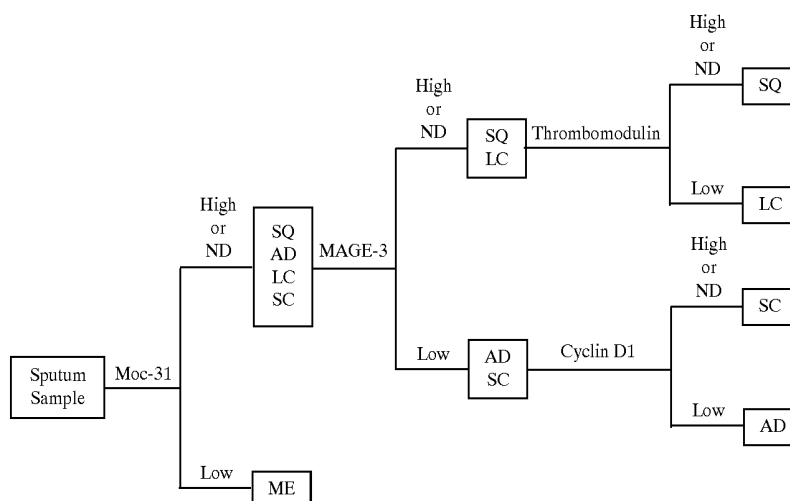 Sputum
Sample
Moc-31
High
or
ND
SQ
AD
LC
SC
Low
ME
MAGE-3
High
or
ND
SQ
LC
Low
AD
SC
Thrombomodulin
High
or
ND
SQ
Low
LC
Cyclin D1
High
or
ND
SC
Low
AD